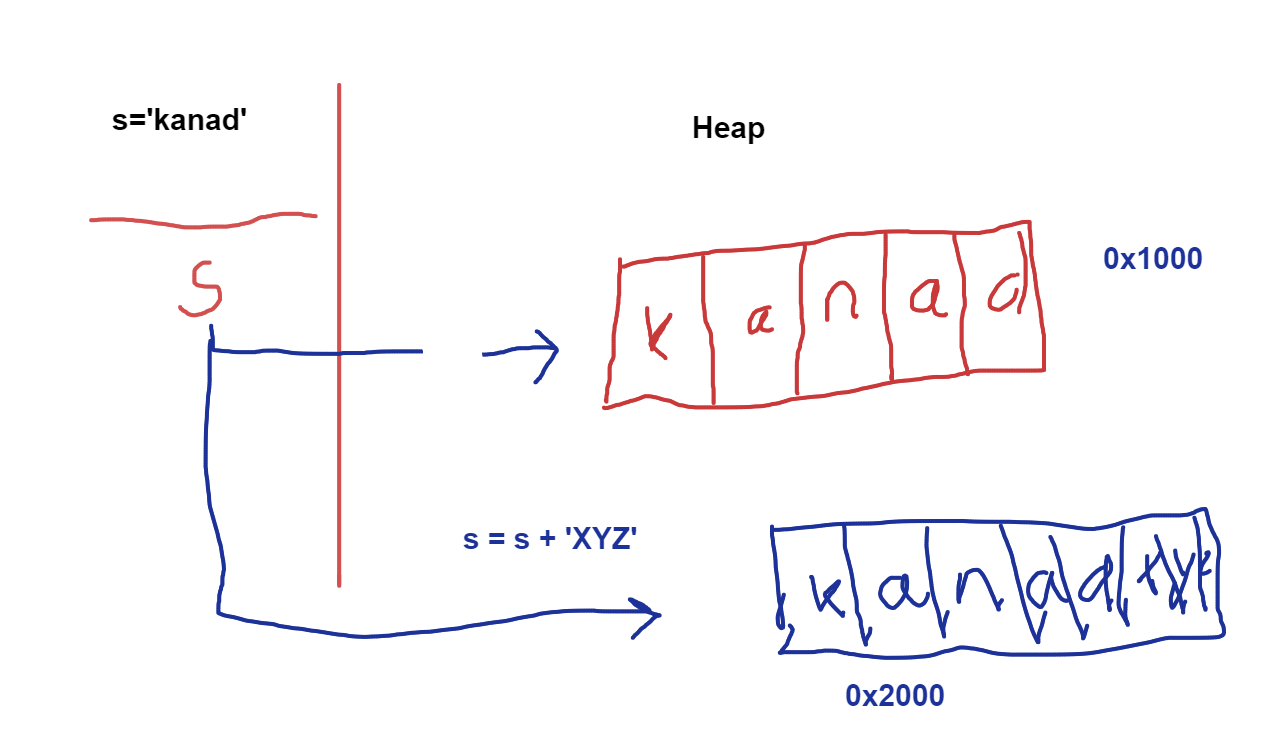 s='kanad'
Heap
S
k a n a d
0x1000
s = s + 'XYZ'
k a n a d x y z
0x2000